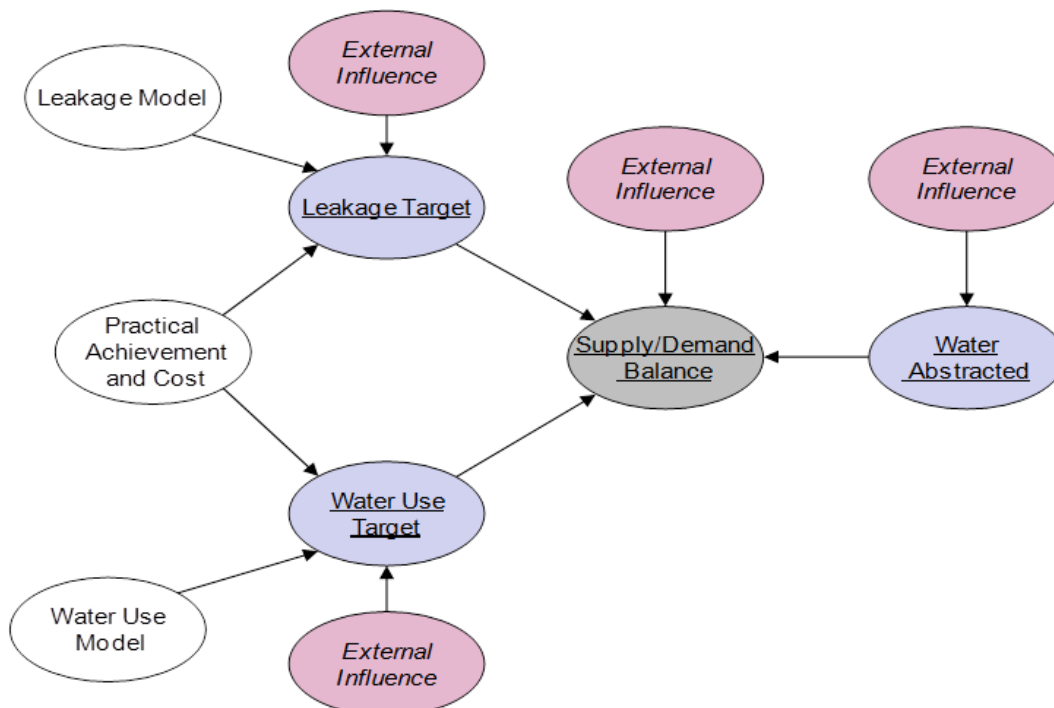 External
Influence
Leakage Model
Leakage Target
External
Influence
External
Influence
Practical
Achievement
and Cost
Supply/Demand
Balance
Water
Abstracted
Water Use
Target
Water Use
Model
External
Influence